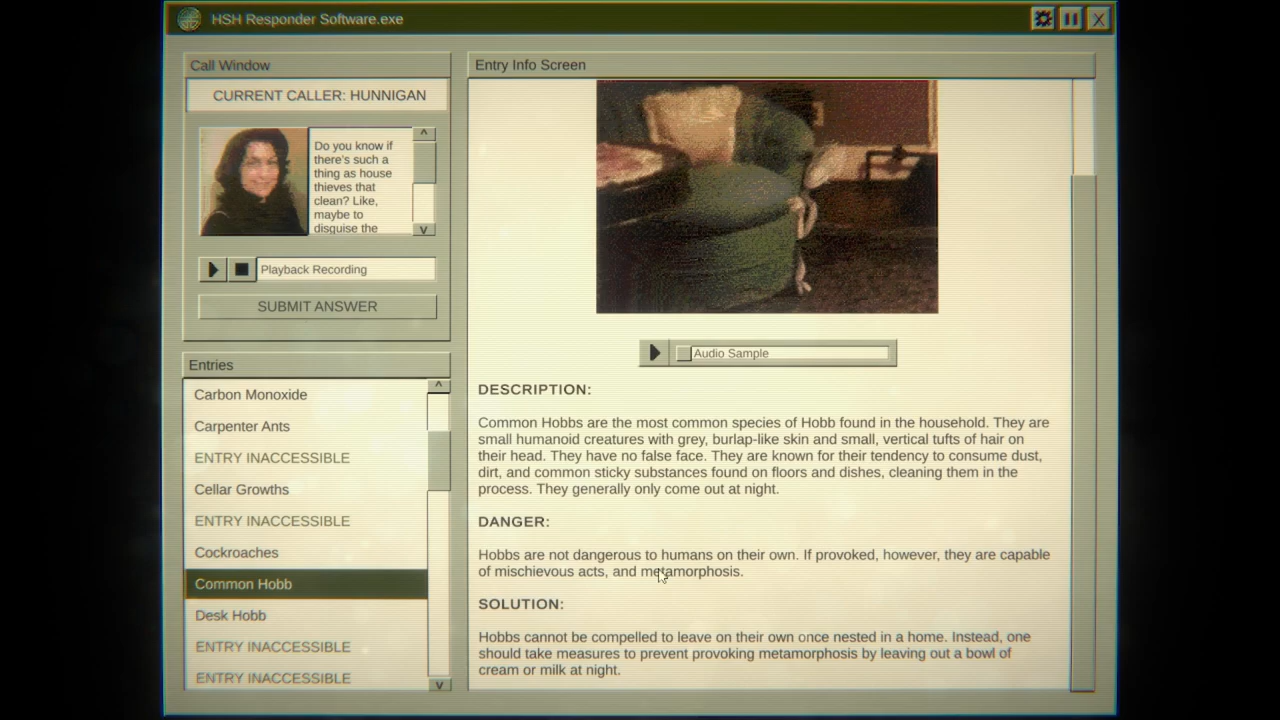 HSH Responder Software.exe
Call Window
CURRENT CALLER: HUNNIGAN
Do you know if
there's such a
thing as house
thieves that
clean? Like,
maybe to
disguise the
Playback Recording
SUBMIT ANSWER
Entries
Carbon Monoxide
Carpenter Ants
ENTRY INACCESSIBLE
Cellar Growths
ENTRY INACCESSIBLE
Cockroaches
Common Hobb
Desk Hobb
ENTRY INACCESSIBLE
ENTRY INACCESSIBLE
Entry Info Screen
Audio Sample
DESCRIPTION:
Common Hobbs are the most common species of Hobb found in the household. They are
small humanoid creatures with grey, burlap-like skin and small, vertical tufts of hair on
their head. They have no false face. They are known for their tendency to consume dust,
dirt, and common sticky substances found on floors and dishes, cleaning them in the
process. They generally only come out at night.
DANGER:
Hobbs are not dangerous to humans on their own. If provoked, however, they are capable
of mischievous acts, and metamorphosis.
SOLUTION:
Hobbs cannot be compelled to leave on their own once nested in a home. Instead, one
should take measures to prevent provoking metamorphosis by leaving out a bowl of
cream or milk at night.